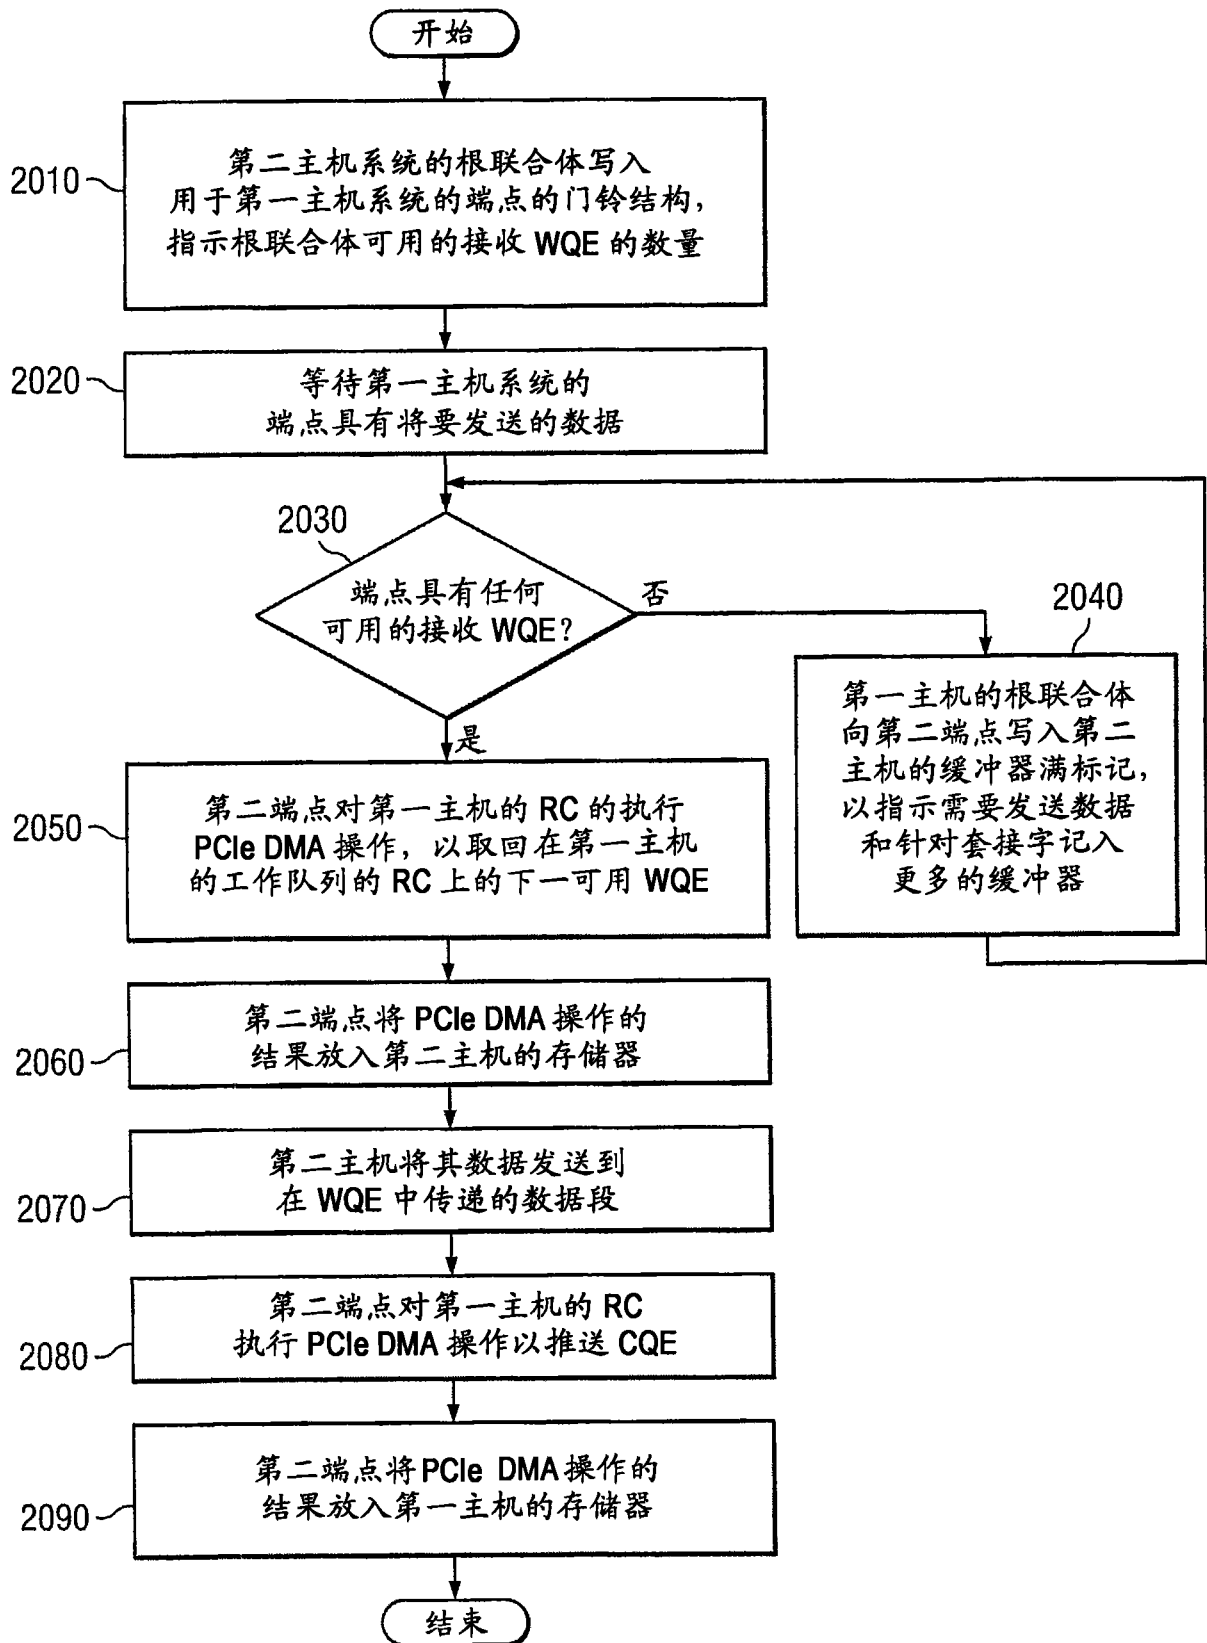 开始
2010
第二主机系统的根联合体写入
用于第一主机系统的端点的门铃结构，
指示根联合体可用的接收 WQE 的数量
2020
等待第一主机系统的
端点具有将要发送的数据
2030
端点具有任何
可用的接收 WQE？
否
是
2040
第一主机的根联合体
向第二端点写入第二
主机的缓冲器满标记，
以指示需要发送数据
和针对套接字记入
更多的缓冲器
2050
第二端点对第一主机的 RC 的执行
PCIe DMA 操作，以取回在第一主机
的工作队列的 RC 上的下一可用 WQE
2060
第二端点将 PCIe DMA 操作的
结果放入第二主机的存储器
2070
第二主机将其数据发送到
在 WQE 中传递的数据段
2080
第二端点对第一主机的 RC
执行 PCIe DMA 操作以推送 CQE
2090
第二端点将 PCIe DMA 操作的
结果放入第一主机的存储器
结束